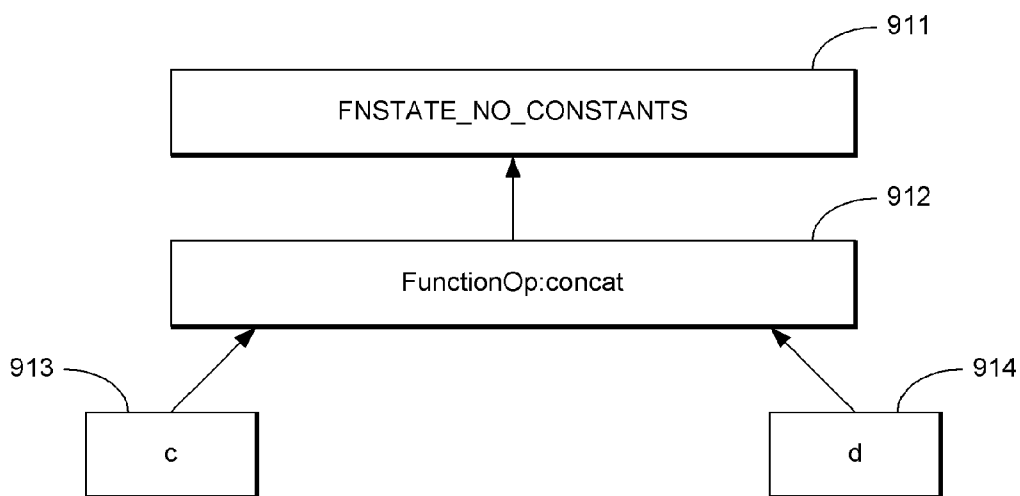 911
FNSTATE_NO_CONSTANTS
912
FunctionOp:concat
913
914
c
d